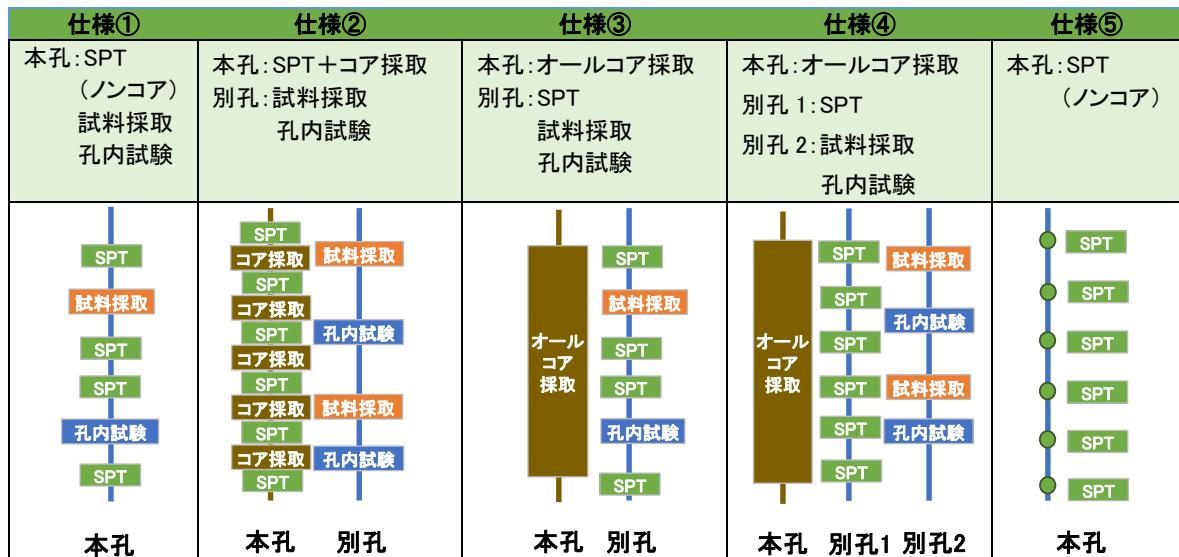 仕様①
仕様②
仕様③
仕様④
仕様⑤
本孔:SPT
(ノンコア)
試料採取
孔内試験
本孔:SPT+コア採取
別孔:試料採取
孔内試験
本孔:オールコア採取
別孔:SPT
試料採取
孔内試験
本孔:オールコア採取
別孔 1:SPT
別孔 2:試料採取
孔内試験
本孔:SPT
(ノンコア)
SPT
試料採取
SPT
SPT
孔内試験
SPT
本孔
SPT
コア採取
SPT
コア採取
SPT
コア採取
SPT
コア採取
SPT
コア採取
SPT
本孔
試料採取
孔内試験
試料採取
孔内試験
別孔
オール
コア
採取
本孔
SPT
試料採取
SPT
SPT
孔内試験
SPT
別孔
オール
コア
採取
本孔
SPT
SPT
SPT
SPT
SPT
SPT
別孔1
試料採取
孔内試験
試料採取
孔内試験
別孔2
SPT
SPT
SPT
SPT
SPT
SPT
本孔